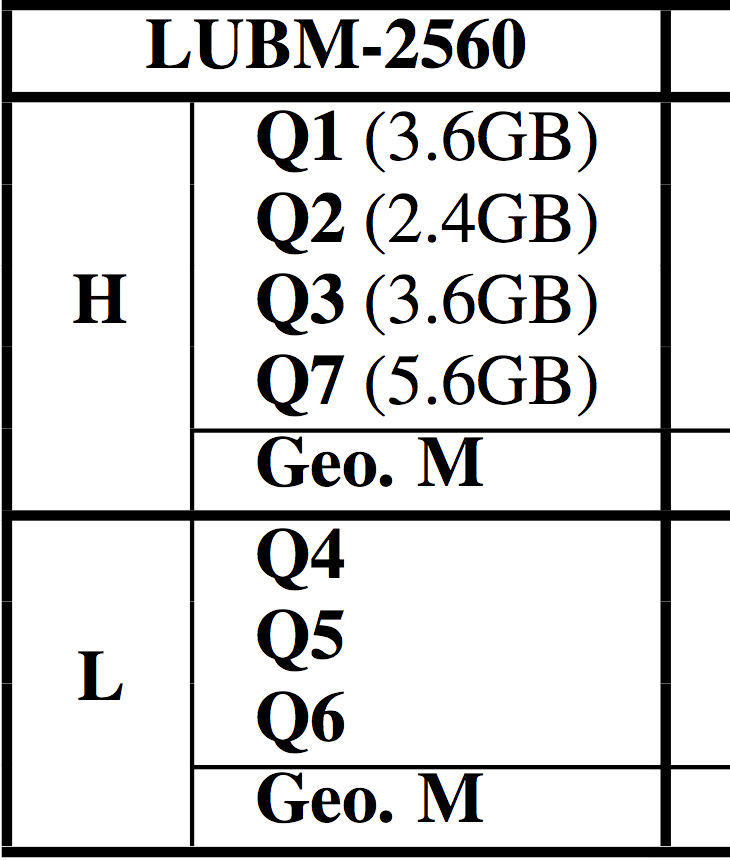 LUBM-2560
H
Q1 (3.6GB)
Q2 (2.4GB)
Q3 (3.6GB)
Q7 (5.6GB)
Geo. M
L
Q4
Q5
Q6
Geo. M